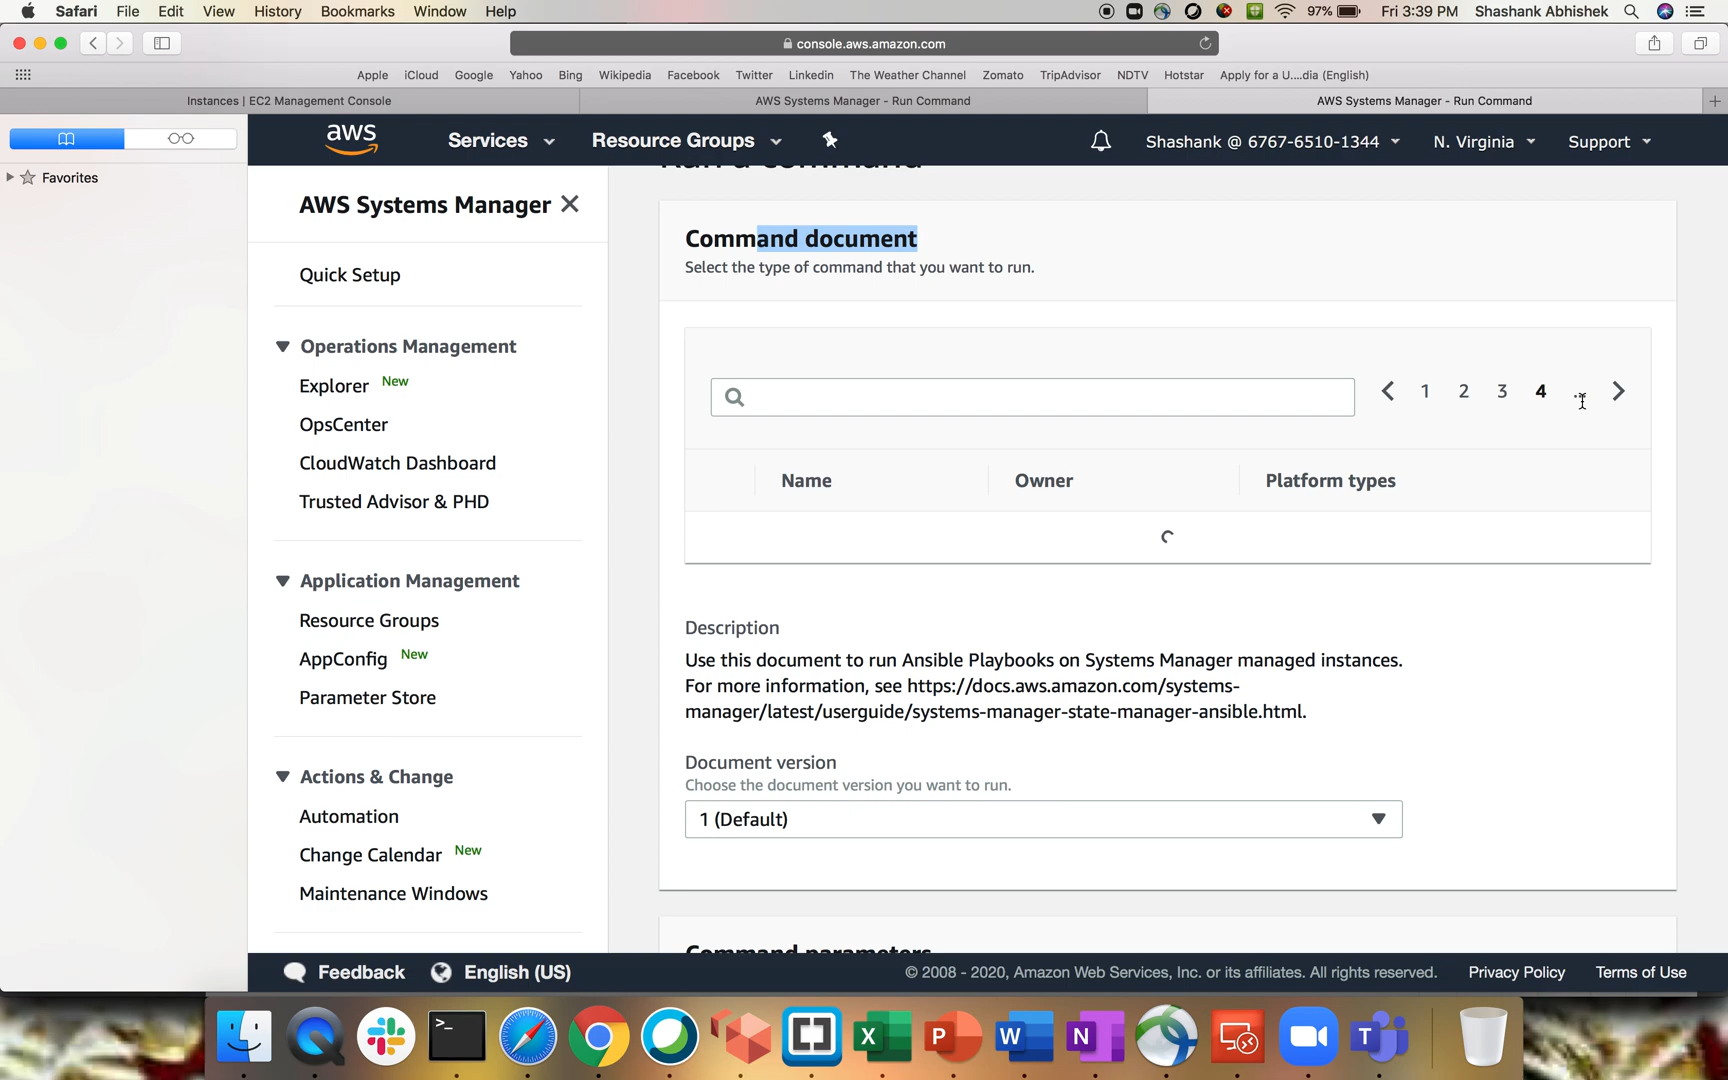 Safari File Edit View History Bookmarks Window Help 97% Fri 3:39 PM Shashank Abhishek
console.aws.amazon.com
Apple iCloud Google Yahoo Bing Wikipedia Facebook Twitter Linkedin The Weather Channel Zomato TripAdvisor NDTV Hotstar Apply for a U....dia (English)
Instances | EC2 Management Console AWS Systems Manager - Run Command AWS Systems Manager - Run Command
aws Services Resource Groups Shashank @ 6767-6510-1344 N. Virginia Support
Favorites
AWS Systems Manager
Quick Setup
Operations Management
Explorer New
OpsCenter
CloudWatch Dashboard
Trusted Advisor & PHD
Application Management
Resource Groups
AppConfig New
Parameter Store
Actions & Change
Automation
Change Calendar New
Maintenance Windows
Run a command
Command document
Select the type of command that you want to run.
1 2 3 4 ...
Name Owner Platform types
Description
Use this document to run Ansible Playbooks on Systems Manager managed instances.
For more information, see https://docs.aws.amazon.com/systems-
manager/latest/userguide/systems-manager-state-manager-ansible.html.
Document version
Choose the document version you want to run.
1 (Default)
Command parameters
Feedback English (US) © 2008 - 2020, Amazon Web Services, Inc. or its affiliates. All rights reserved. Privacy Policy Terms of Use